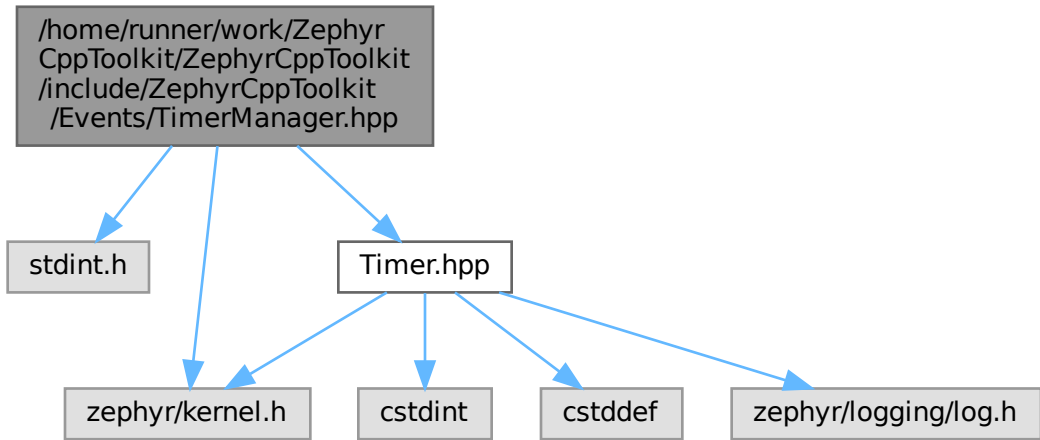 /home/runner/work/Zephyr
CppToolkit/ZephyrCppToolkit
/include/ZephyrCppToolkit
/Events/TimerManager.hpp
stdint.h
Timer.hpp
zephyr/kernel.h
cstdint
cstddef
zephyr/logging/log.h